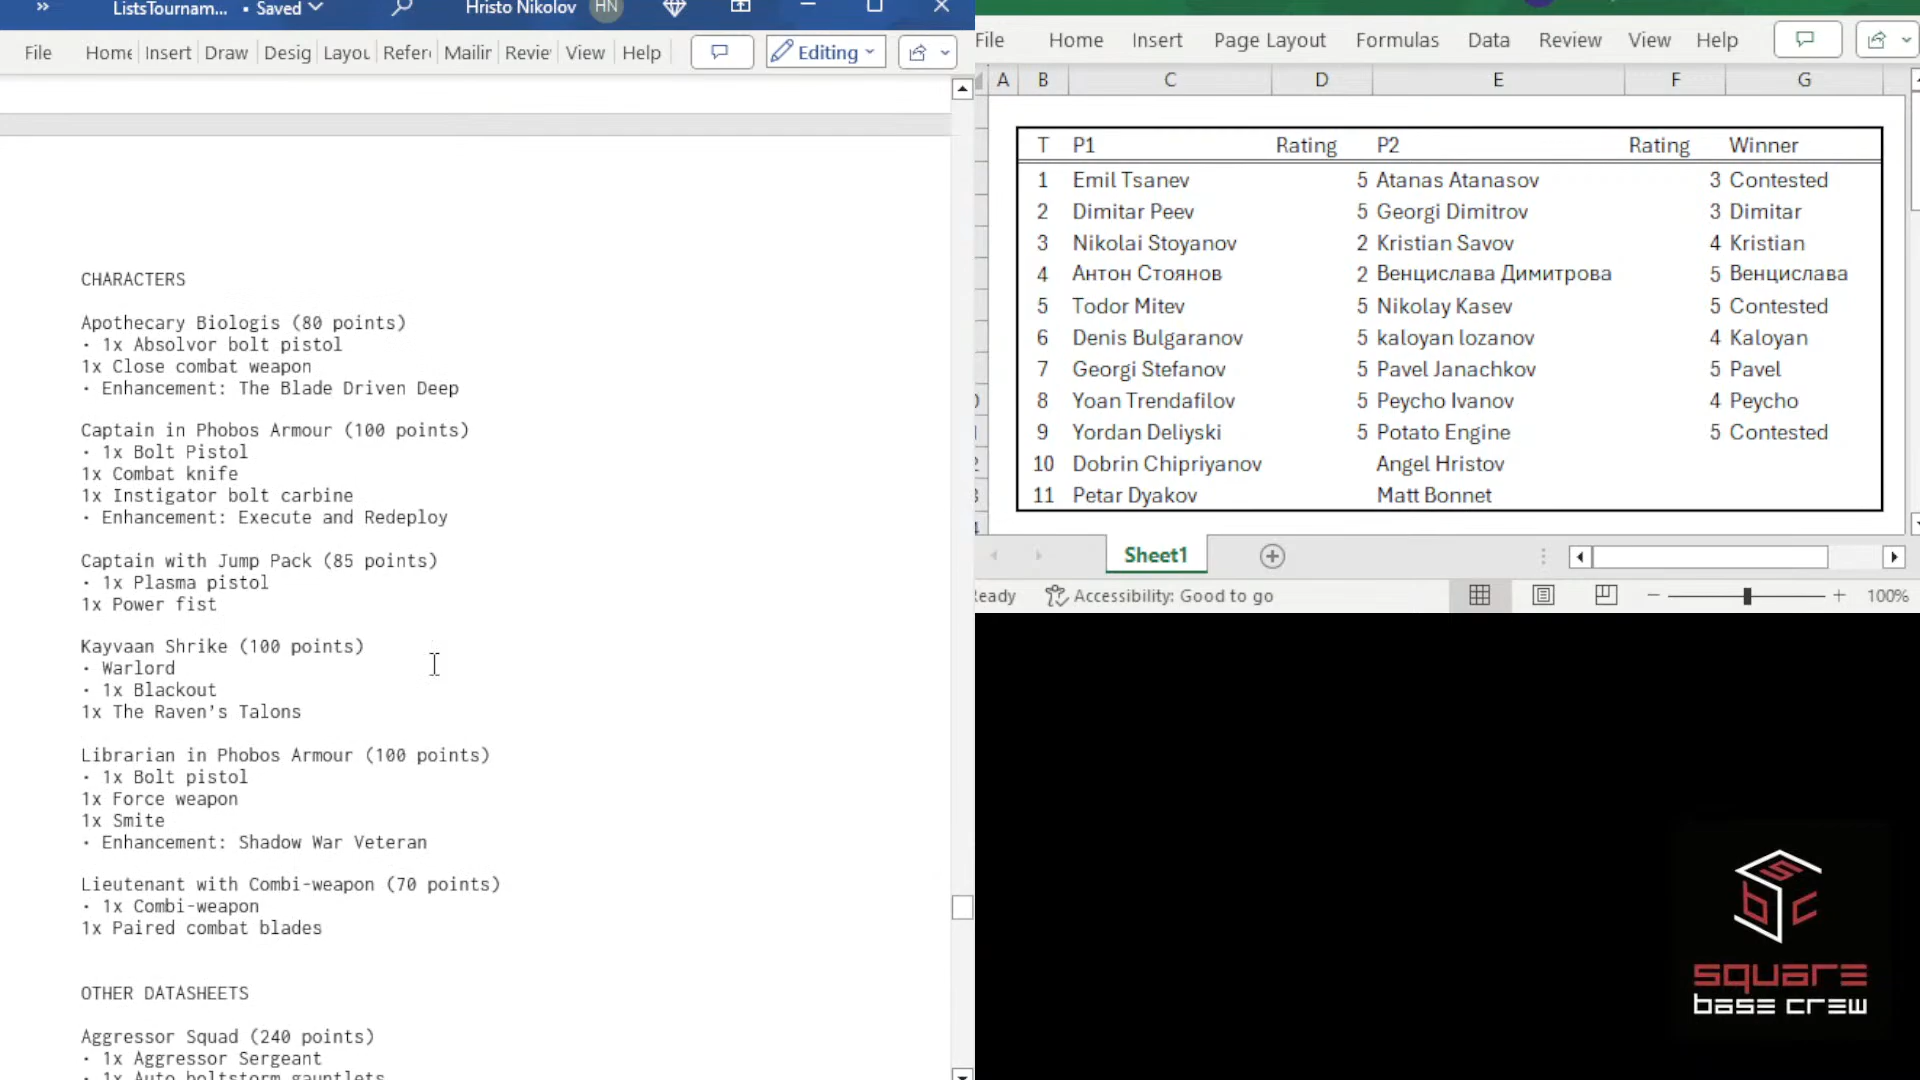 ListsTournam... • Saved
Hristo Nikolov HN
File Home Insert Draw Desig Layou Refer Mailin Revie View Help Editing
CHARACTERS
Apothecary Biologis (80 points)
• 1x Absolvor bolt pistol
1x Close combat weapon
• Enhancement: The Blade Driven Deep
Captain in Phobos Armour (100 points)
• 1x Bolt Pistol
1x Combat knife
1x Instigator bolt carbine
• Enhancement: Execute and Redeploy
Captain with Jump Pack (85 points)
• 1x Plasma pistol
1x Power fist
Kayvaan Shrike (100 points)
• Warlord
• 1x Blackout
1x The Raven’s Talons
Librarian in Phobos Armour (100 points)
• 1x Bolt pistol
1x Force weapon
1x Smite
• Enhancement: Shadow War Veteran
Lieutenant with Combi-weapon (70 points)
• 1x Combi-weapon
1x Paired combat blades
OTHER DATASHEETS
Aggressor Squad (240 points)
• 1x Aggressor Sergeant
• 1x Auto boltstorm gauntlets
File Home Insert Page Layout Formulas Data Review View Help
A B C D E F G
T P1 Rating P2 Rating Winner
1 Emil Tsanev 5 Atanas Atanasov 3 Contested
2 Dimitar Peev 5 Georgi Dimitrov 3 Dimitar
3 Nikolai Stoyanov 2 Kristian Savov 4 Kristian
4 Антон Стоянов 2 Венцислава Димитрова 5 Венцислава
5 Todor Mitev 5 Nikolay Kasev 5 Contested
6 Denis Bulgaranov 5 kaloyan lozanov 4 Kaloyan
7 Georgi Stefanov 5 Pavel Janachkov 5 Pavel
8 Yoan Trendafilov 5 Peycho Ivanov 4 Peycho
9 Yordan Deliyski 5 Potato Engine 5 Contested
10 Dobrin Chipriyanov Angel Hristov
11 Petar Dyakov Matt Bonnet
Sheet1
eady Accessibility: Good to go 100%
sbc
square
base crew